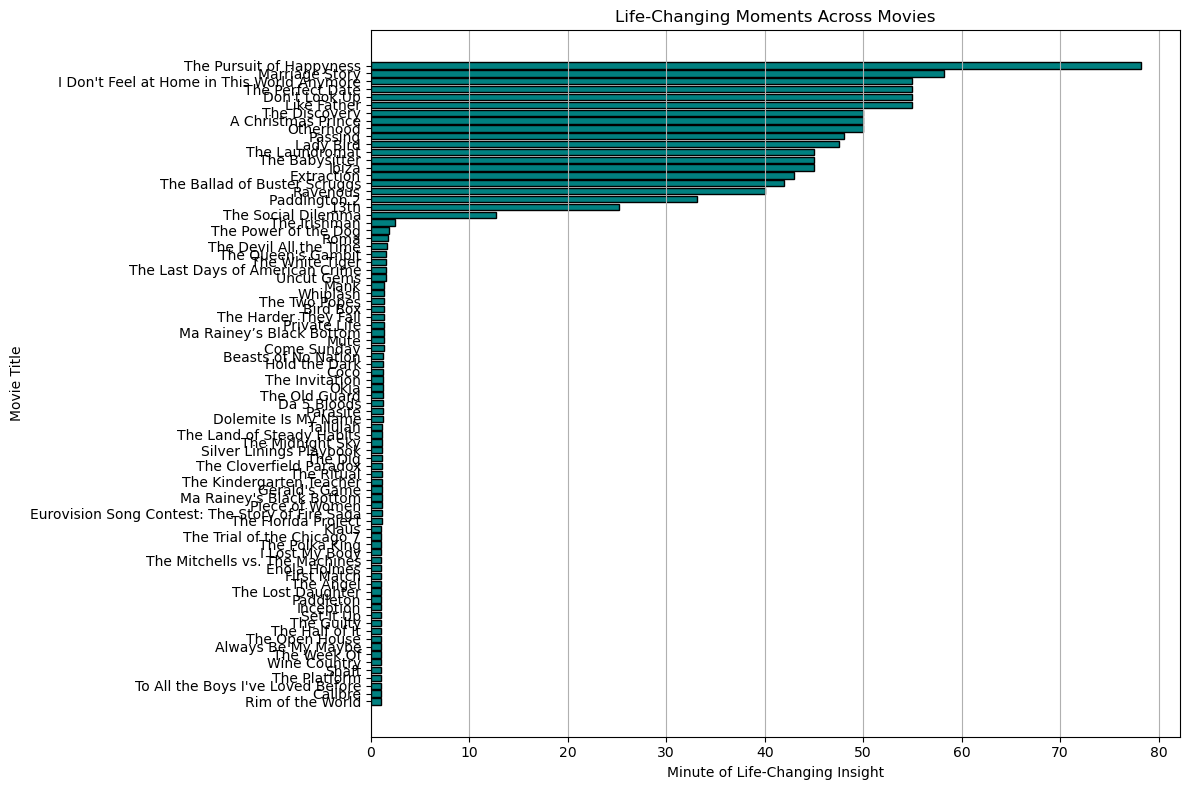 Life-Changing Moments Across Movies
The Pursuit of Happyness
Marriage Story
I Don't Feel at Home in This World Anymore
The Perfect Date
Don't Look Up
Like Father
The Discovery
A Christmas Prince
Otherhood
Passing
Lady Bird
The Laundromat
The Babysitter
Ibiza
Extraction
The Ballad of Buster Scruggs
Ravenous
Paddington 2
13th
The Social Dilemma
The Irishman
The Power of the Dog
Roma
The Devil All the Time
The Queen's Gambit
The White Tiger
The Last Days of American Crime
Uncut Gems
Mank
Whiplash
The Two Popes
Bird Box
The Harder They Fall
Private Life
Ma Rainey’s Black Bottom
Mute
Come Sunday
Beasts of No Nation
Hold the Dark
Coco
The Invitation
Okja
The Old Guard
Da 5 Bloods
Parasite
Dolemite Is My Name
Tallulah
The Land of Steady Habits
The Midnight Sky
Silver Linings Playbook
The Dig
The Cloverfield Paradox
The Ritual
The Kindergarten Teacher
Gerald's Game
Ma Rainey's Black Bottom
Piece of Women
Eurovision Song Contest: The Story of Fire Saga
The Florida Project
Klaus
The Trial of the Chicago 7
The Polka King
I Lost My Body
The Mitchells vs. The Machines
Enola Holmes
First Match
The Angel
The Lost Daughter
Paddleton
Inception
Set It Up
The Guilty
The Half of It
The Open House
Always Be My Maybe
The Week Of
Wine Country
Shaft
The Platform
To All the Boys I've Loved Before
Calibre
Rim of the World
Movie Title
0 10 20 30 40 50 60 70 80
Minute of Life-Changing Insight